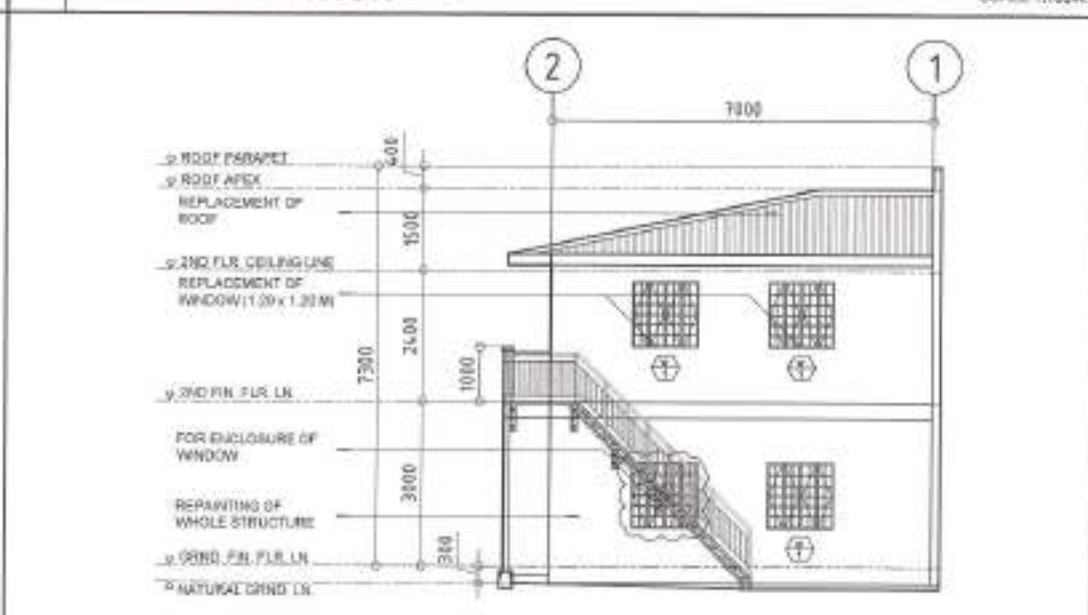 2
1
7000
400
ROOF PARAPET
ROOF APEX
REPLACEMENT OF
ROOF
1500
2ND FLR. CEILING LINE
REPLACEMENT OF
WINDOW (1.20 x 1.20 M)
2400
7300
1000
2ND FIN. FLR. LN.
FOR ENCLOSURE OF
WINDOW
3000
REPAINTING OF
WHOLE STRUCTURE
300
GRND. FIN. FLR. LN.
NATURAL GRND. LN.